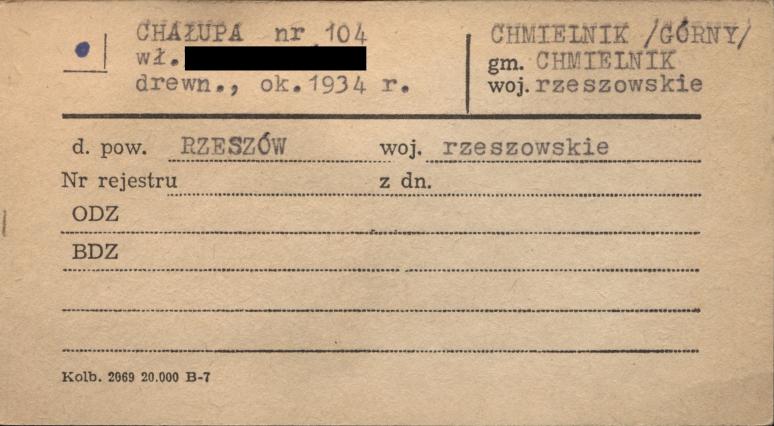 CHAŁUPA nr 104
wł.
drewn., ok.1934 r.
CHMIELNIK /GÓRNY/
gm. CHMIELNIK
woj. rzeszowskie
d. pow. RZESZÓW woj. rzeszowskie
Nr rejestru z dn.
ODZ
BDZ
Kolb. 2069 20.000 B-7